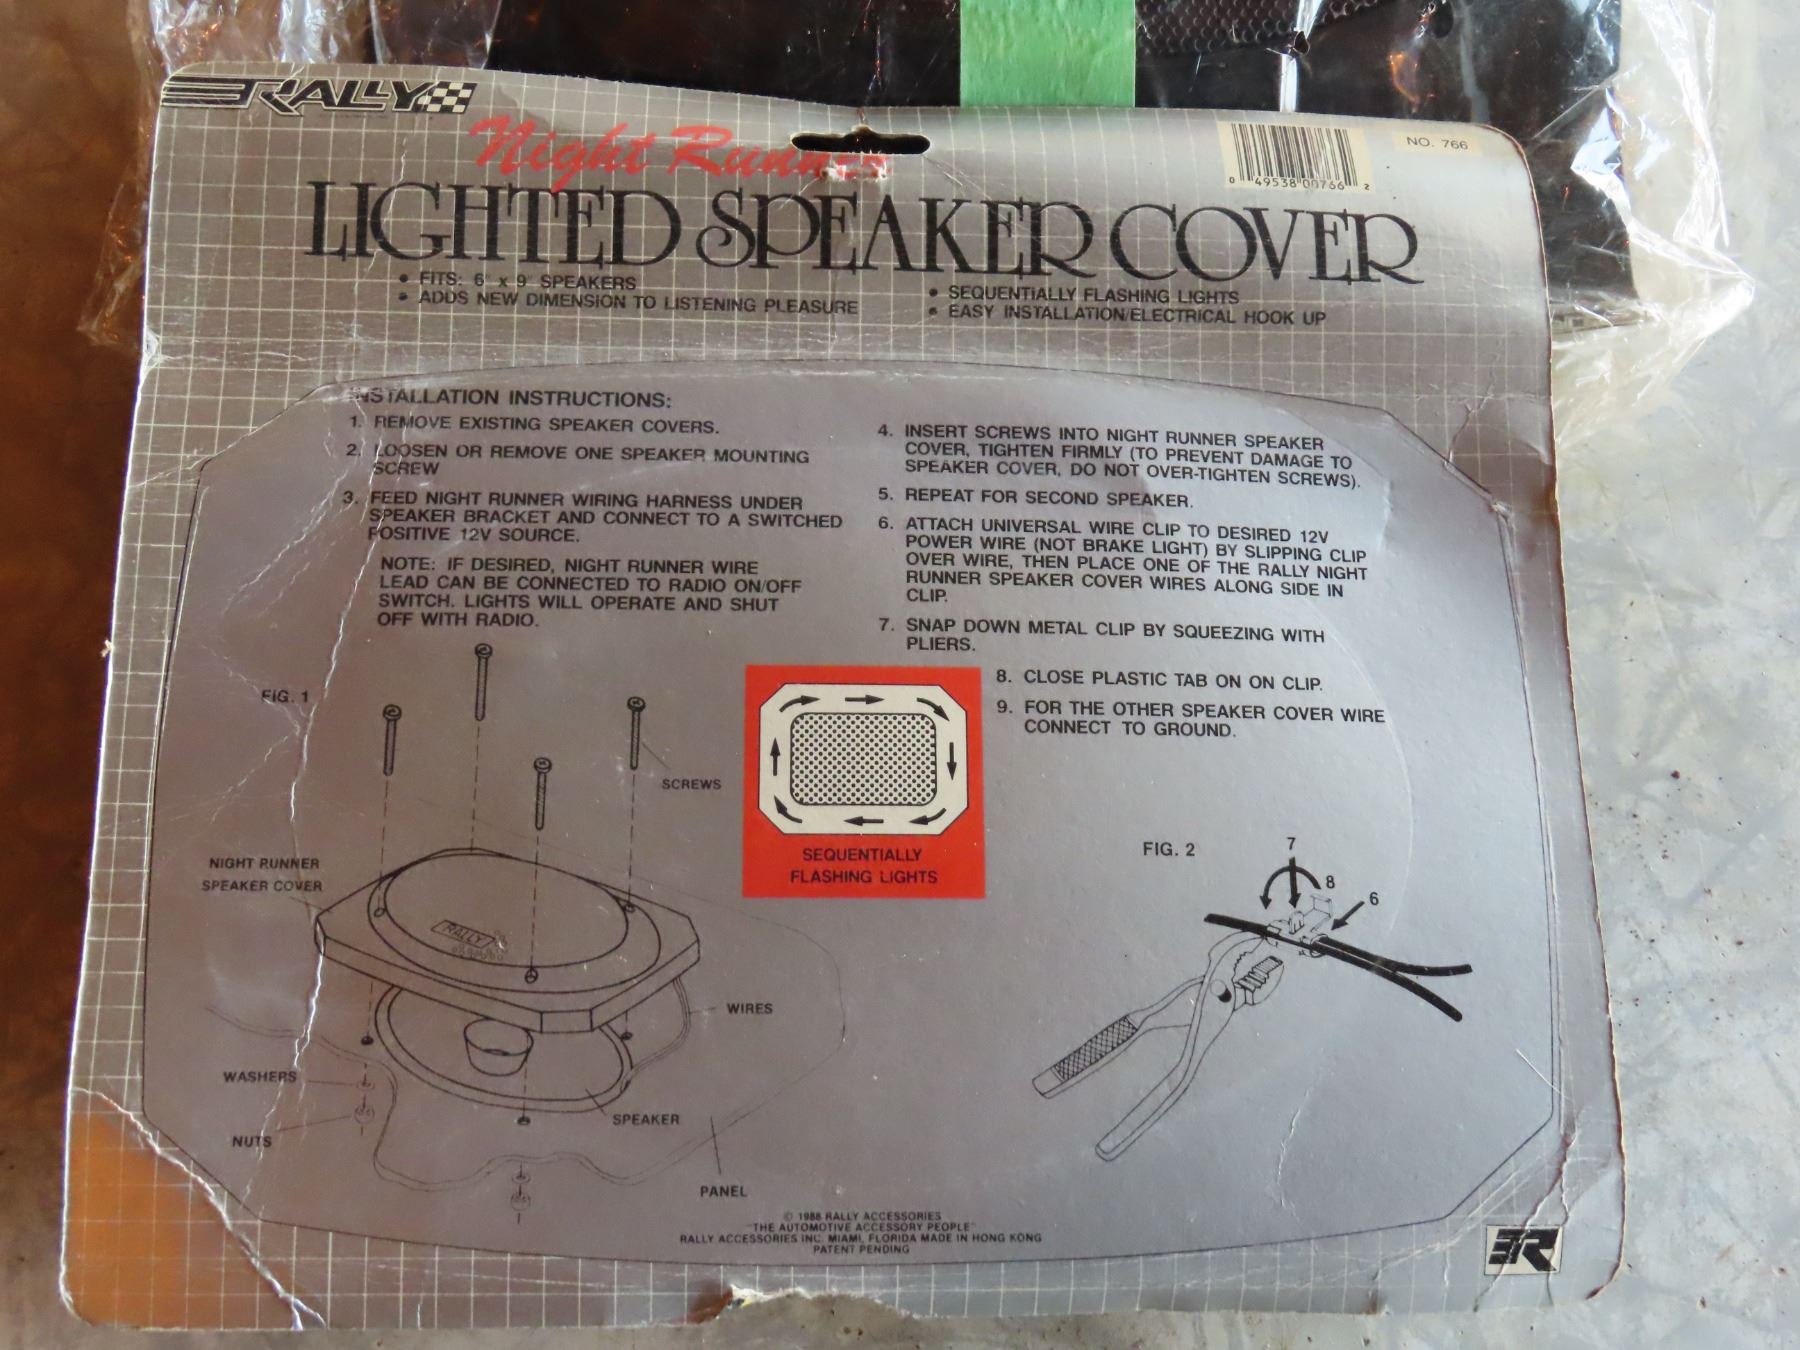 RALLY
Night Runner
NO. 766
0 49538 00766 2
LIGHTED SPEAKER COVER
• FITS: 6" x 9" SPEAKERS
• ADDS NEW DIMENSION TO LISTENING PLEASURE
• SEQUENTIALLY FLASHING LIGHTS
• EASY INSTALLATION/ELECTRICAL HOOK UP
INSTALLATION INSTRUCTIONS:
1. REMOVE EXISTING SPEAKER COVERS.
2. LOOSEN OR REMOVE ONE SPEAKER MOUNTING
SCREW
3. FEED NIGHT RUNNER WIRING HARNESS UNDER
SPEAKER BRACKET AND CONNECT TO A SWITCHED
POSITIVE 12V SOURCE.
NOTE: IF DESIRED, NIGHT RUNNER WIRE
LEAD CAN BE CONNECTED TO RADIO ON/OFF
SWITCH. LIGHTS WILL OPERATE AND SHUT
OFF WITH RADIO.
4. INSERT SCREWS INTO NIGHT RUNNER SPEAKER
COVER, TIGHTEN FIRMLY (TO PREVENT DAMAGE TO
SPEAKER COVER, DO NOT OVER-TIGHTEN SCREWS).
5. REPEAT FOR SECOND SPEAKER.
6. ATTACH UNIVERSAL WIRE CLIP TO DESIRED 12V
POWER WIRE (NOT BRAKE LIGHT) BY SLIPPING CLIP
OVER WIRE, THEN PLACE ONE OF THE RALLY NIGHT
RUNNER SPEAKER COVER WIRES ALONG SIDE IN
CLIP.
7. SNAP DOWN METAL CLIP BY SQUEEZING WITH
PLIERS.
8. CLOSE PLASTIC TAB ON ON CLIP.
9. FOR THE OTHER SPEAKER COVER WIRE
CONNECT TO GROUND.
FIG. 1
SCREWS
NIGHT RUNNER
SPEAKER COVER
RALLY
WIRES
WASHERS
SPEAKER
NUTS
PANEL
SEQUENTIALLY
FLASHING LIGHTS
FIG. 2
7
8
6
© 1988 RALLY ACCESSORIES
"THE AUTOMOTIVE ACCESSORY PEOPLE"
RALLY ACCESSORIES INC. MIAMI, FLORIDA MADE IN HONG KONG
PATENT PENDING
R